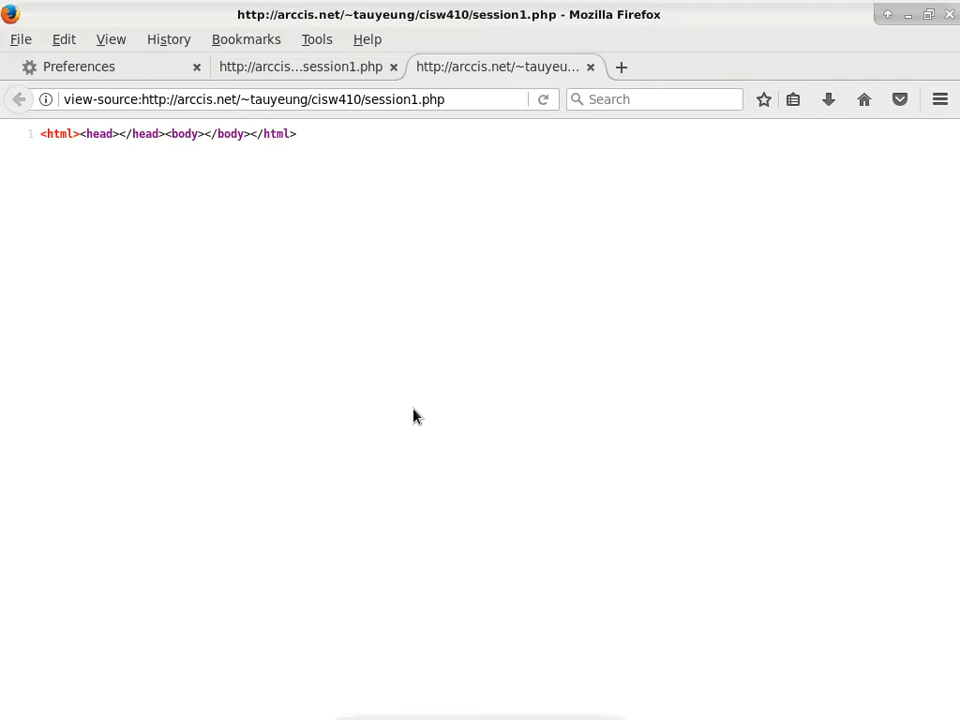 http://arccis.net/~tauyeung/cisw410/session1.php - Mozilla Firefox
File Edit View History Bookmarks Tools Help
Preferences × http://arccis...session1.php × http://arccis.net/~tauyeu... × +
view-source:http://arccis.net/~tauyeung/cisw410/session1.php Search
1 <html><head></head><body></body></html>